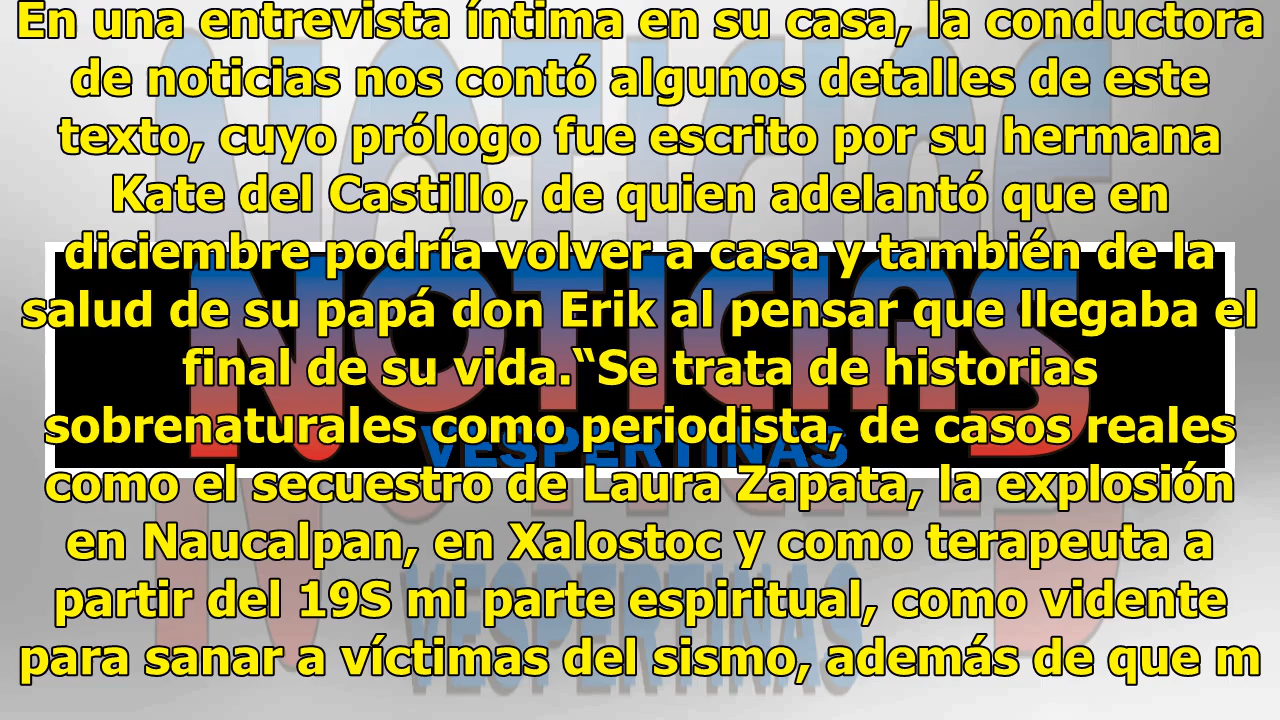 En una entrevista íntima en su casa, la conductora
de noticias nos contó algunos detalles de este
texto, cuyo prólogo fue escrito por su hermana
Kate del Castillo, de quien adelantó que en
diciembre podría volver a casa y también de la
salud de su papá don Erik al pensar que llegaba el
final de su vida.“Se trata de historias
sobrenaturales como periodista, de casos reales
como el secuestro de Laura Zapata, la explosión
en Naucalpan, en Xalostoc y como terapeuta a
partir del 19S mi parte espiritual, como vidente
para sanar a víctimas del sismo, además de que m
NOTICIAS
VESPERTINAS